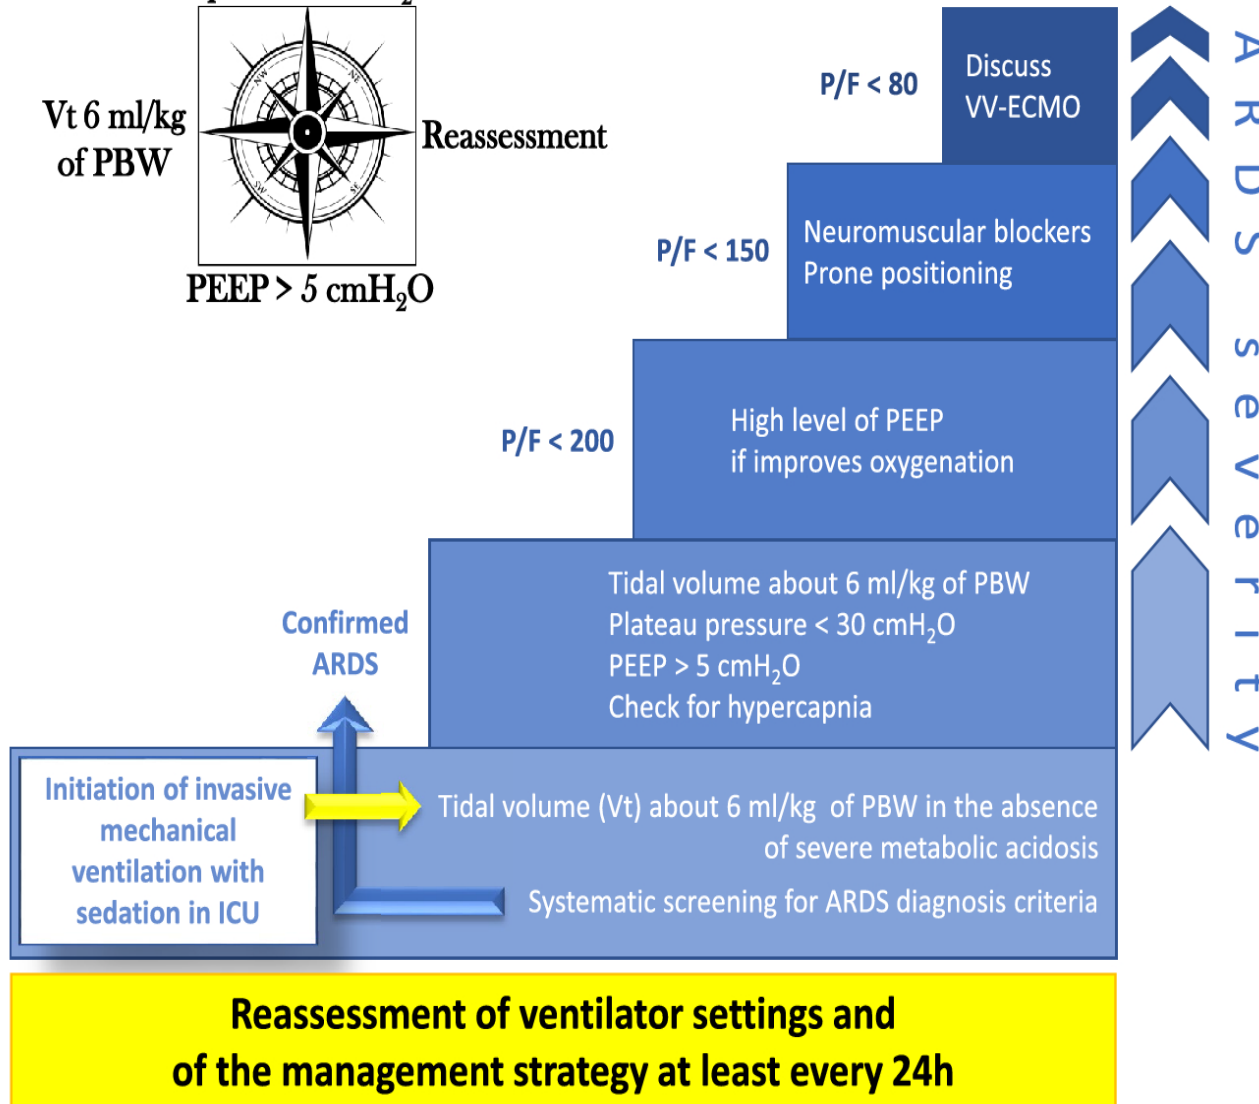 Vt 6 ml/kg
of PBW
NW
NE
SW
SE
Reassessment
PEEP > 5 cmH₂O
P/F < 80
Discuss
VV-ECMO
P/F < 150
Neuromuscular blockers
Prone positioning
P/F < 200
High level of PEEP
if improves oxygenation
Confirmed
ARDS
Tidal volume about 6 ml/kg of PBW
Plateau pressure < 30 cmH₂O
PEEP > 5 cmH₂O
Check for hypercapnia
Initiation of invasive
mechanical
ventilation with
sedation in ICU
Tidal volume (Vt) about 6 ml/kg of PBW in the absence
of severe metabolic acidosis
Systematic screening for ARDS diagnosis criteria
ARDS severity
Reassessment of ventilator settings and
of the management strategy at least every 24h